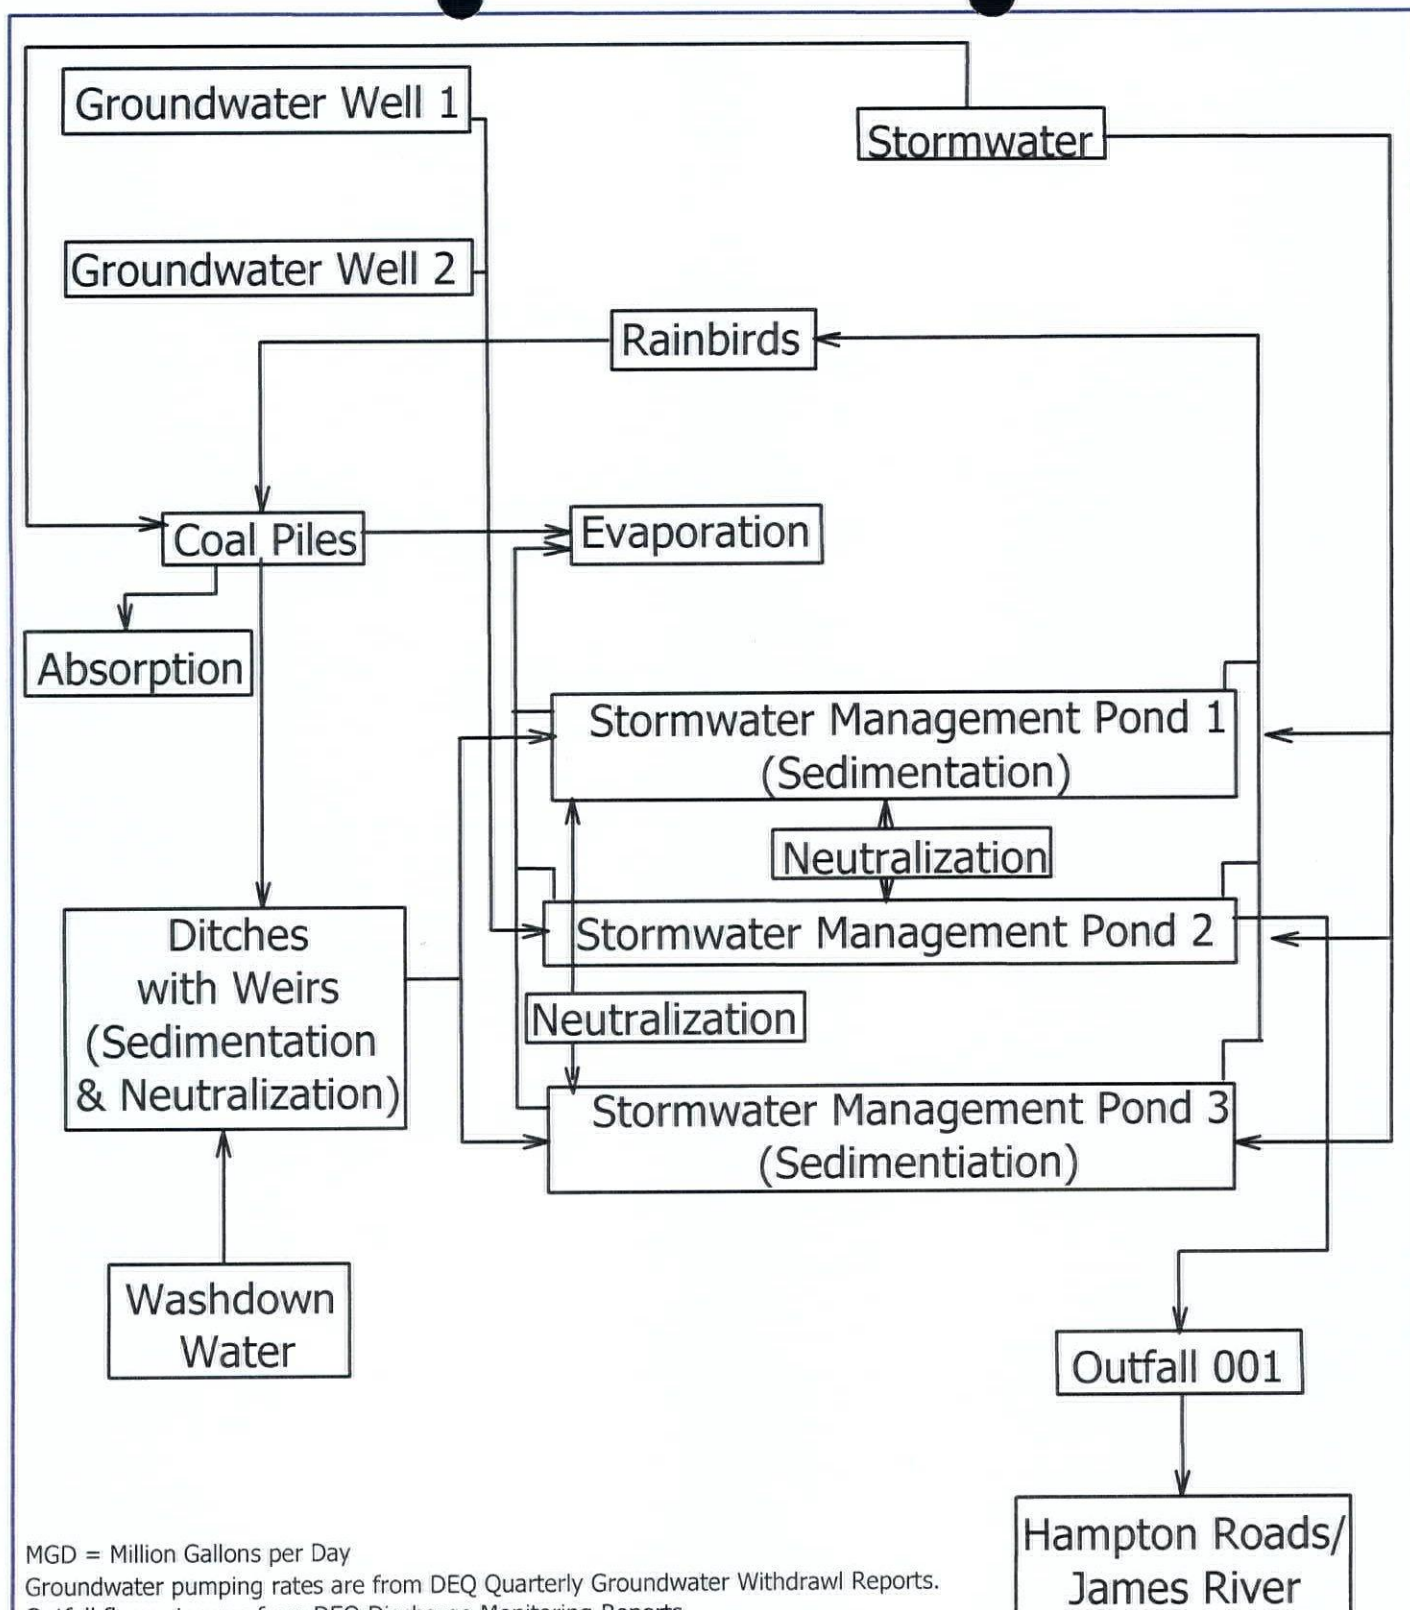 Groundwater Well 1
Stormwater
Groundwater Well 2
Rainbirds
Coal Piles
Evaporation
Absorption
Stormwater Management Pond 1
(Sedimentation)
Neutralization
Ditches
with Weirs
(Sedimentation
& Neutralization)
Stormwater Management Pond 2
Neutralization
Stormwater Management Pond 3
(Sedimentiation)
Washdown
Water
Outfall 001
Hampton Roads/
James River
MGD = Million Gallons per Day
Groundwater pumping rates are from DEQ Quarterly Groundwater Withdrawl Reports.